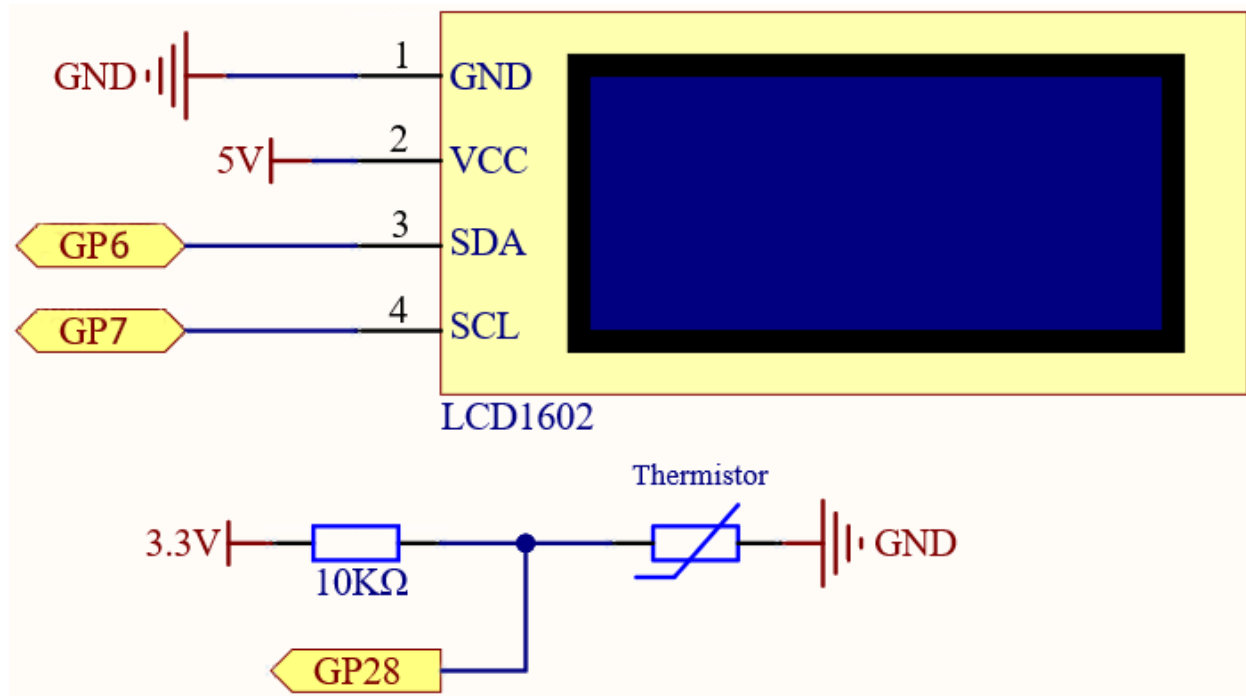 GND 1 GND
5V 2 VCC
GP6 3 SDA
GP7 4 SCL
LCD1602
Thermistor
3.3V GND
10KΩ
GP28